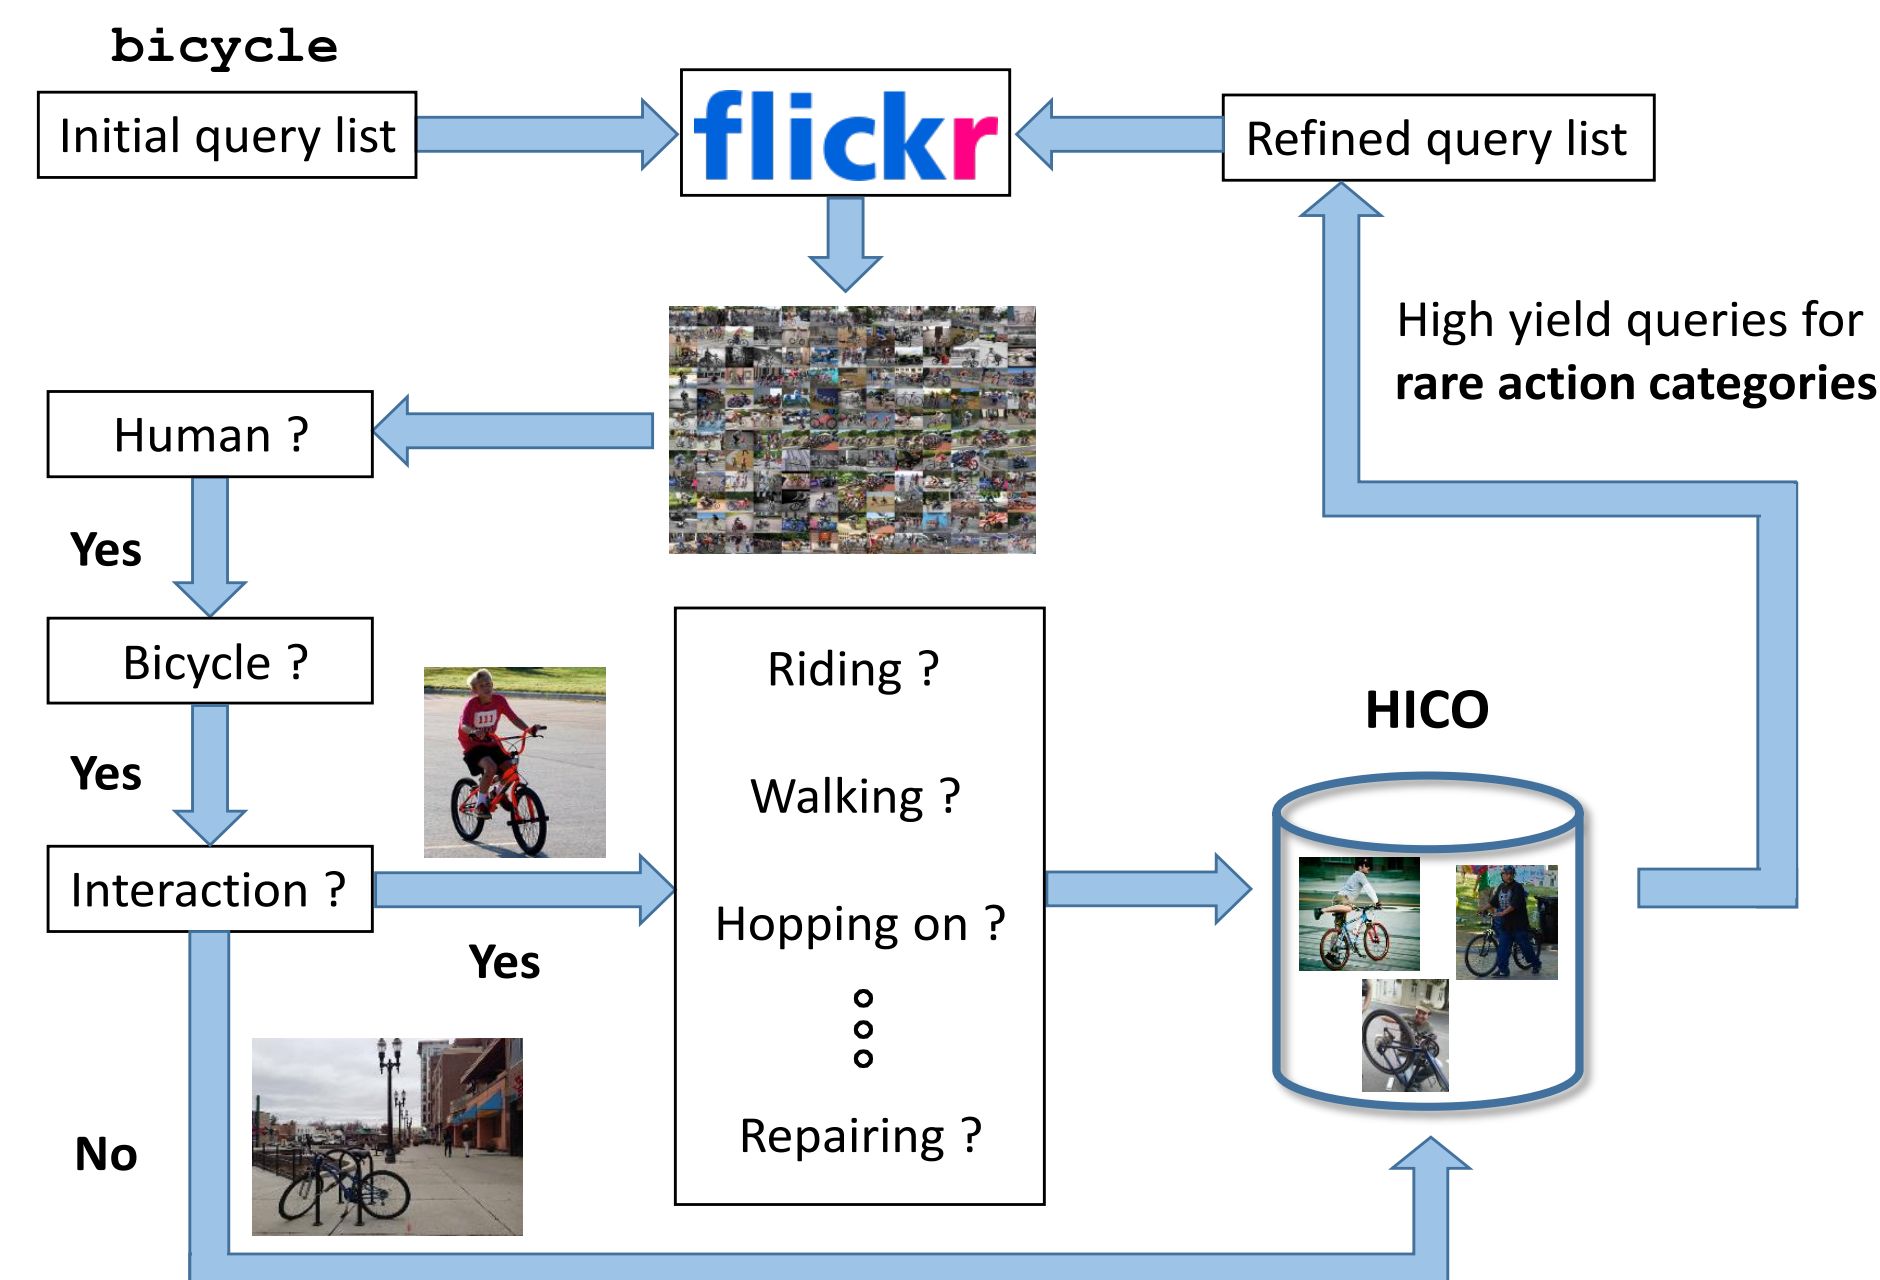 bicycle
Initial query list
flickr
Refined query list
High yield queries for
rare action categories
Human ?
Yes
Bicycle ?
Yes
Interaction ?
Yes
No
111
Riding ?
Walking ?
Hopping on ?
Repairing ?
HICO